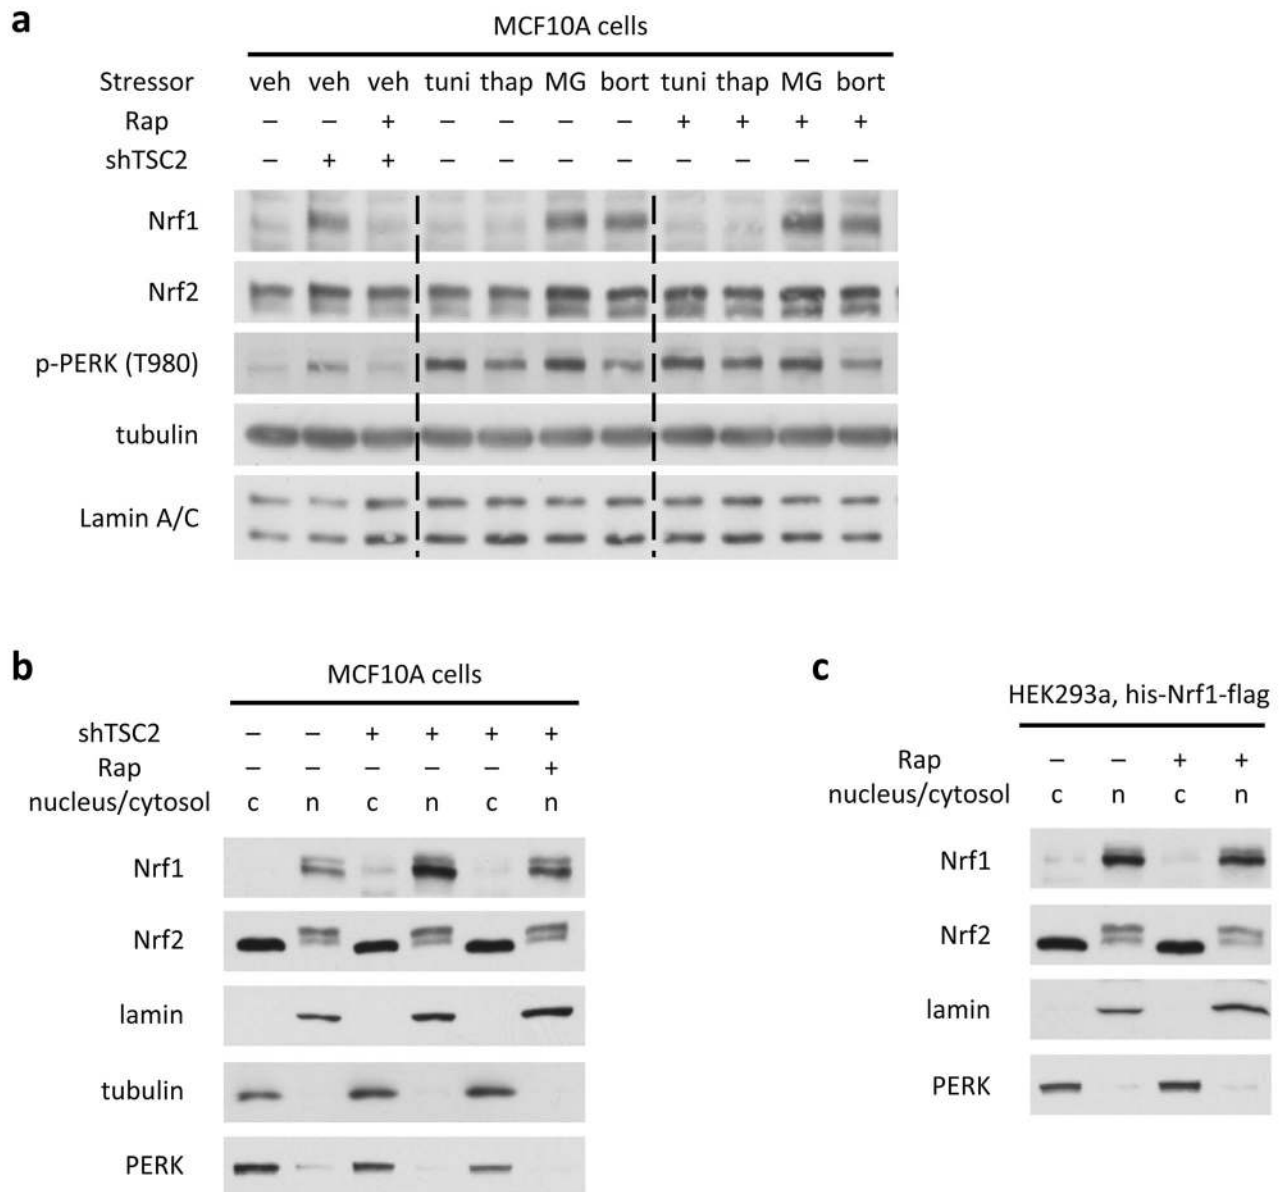 a
MCF10A cells
Stressor veh veh veh tuni thap MG bort tuni thap MG bort
Rap – – + – – – – + + + +
shTSC2 – + + – – – – – – – –
Nrf1
Nrf2
p-PERK (T980)
tubulin
Lamin A/C
b
MCF10A cells
shTSC2 – – + + + +
Rap – – – – – +
nucleus/cytosol c n c n c n
Nrf1
Nrf2
lamin
tubulin
PERK
c
HEK293a, his-Nrf1-flag
Rap – – + +
nucleus/cytosol c n c n
Nrf1
Nrf2
lamin
PERK